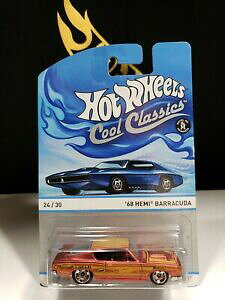 Hot Wheels
Cool Classics
R
24/30
'68 HEMI® BARRACUDA